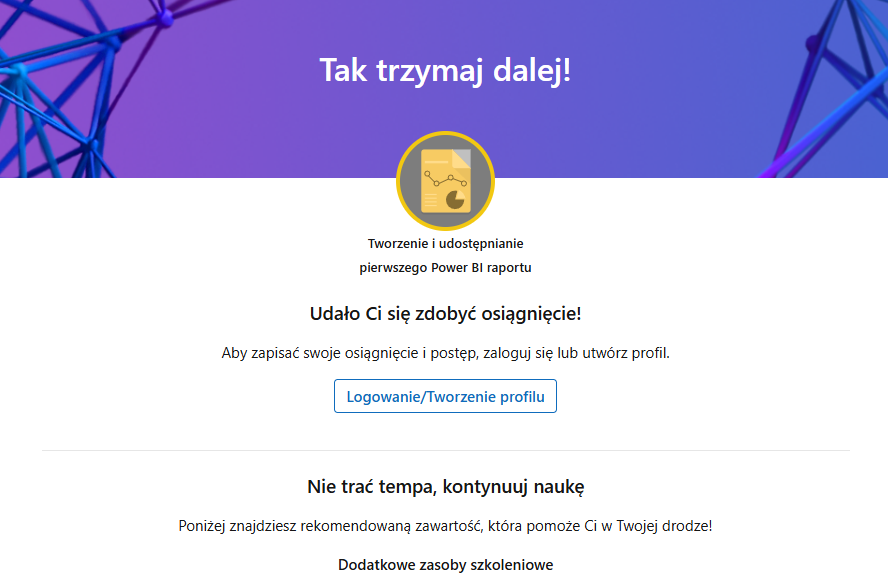 Tak trzymaj dalej!
Tworzenie i udostępnianie
pierwszego Power BI raportu
Udało Ci się zdobyć osiągnięcie!
Aby zapisać swoje osiągnięcie i postęp, zaloguj się lub utwórz profil.
Logowanie/Tworzenie profilu
Nie trać tempa, kontynuuj naukę
Poniżej znajdziesz rekomendowaną zawartość, która pomoże Ci w Twojej drodze!
Dodatkowe zasoby szkoleniowe